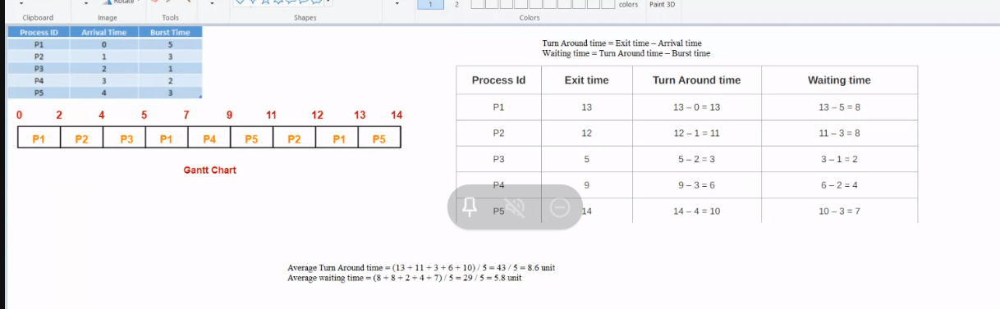 Rotate
1 2
colors Paint 3D
Clipboard Image Tools Shapes Colors
Process ID Arrival Time Burst Time
P1 0 5
P2 1 3
P3 2 1
P4 3 2
P5 4 3
0 2 4 5 7 9 11 12 13 14
P1 P2 P3 P1 P4 P5 P2 P1 P5
Gantt Chart
Turn Around time = Exit time – Arrival time
Waiting time = Turn Around time – Burst time
Process Id Exit time Turn Around time Waiting time
P1 13 13 – 0 = 13 13 – 5 = 8
P2 12 12 – 1 = 11 11 – 3 = 8
P3 5 5 – 2 = 3 3 – 1 = 2
P4 9 9 – 3 = 6 6 – 2 = 4
P5 14 14 – 4 = 10 10 – 3 = 7
Average Turn Around time = (13 + 11 + 3 + 6 + 10) / 5 = 43 / 5 = 8.6 unit
Average waiting time = (8 + 8 + 2 + 4 + 7) / 5 = 29 / 5 = 5.8 unit